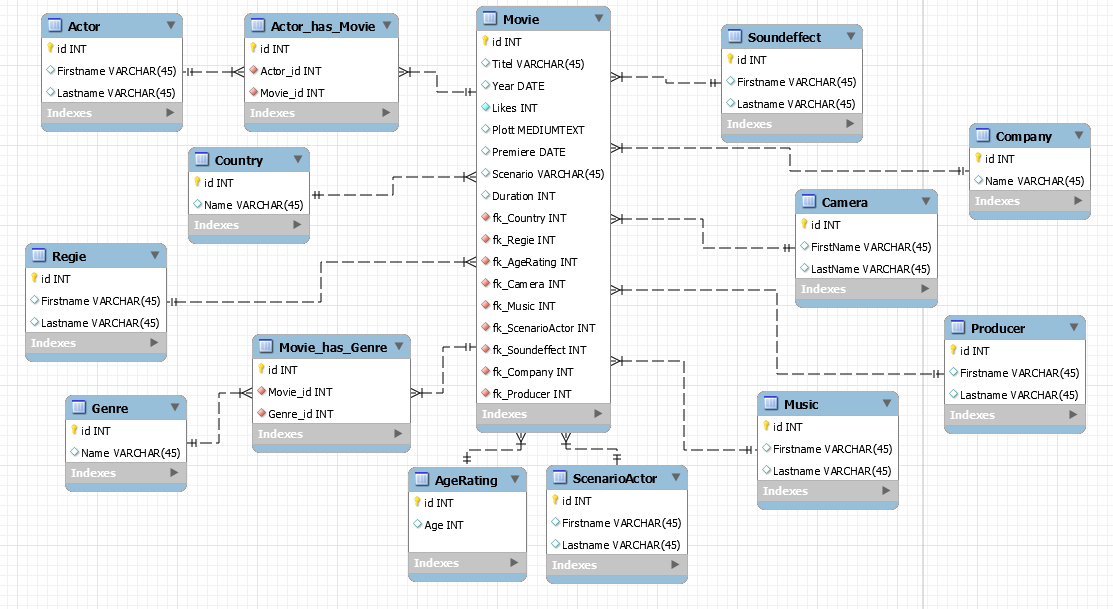 Actor
id INT
Firstname VARCHAR(45)
Lastname VARCHAR(45)
Indexes
Actor_has_Movie
id INT
Actor_id INT
Movie_id INT
Indexes
Movie
id INT
Titel VARCHAR(45)
Year DATE
Likes INT
Plott MEDIUMTEXT
Premiere DATE
Scenario VARCHAR(45)
Duration INT
fk_Country INT
fk_Regie INT
fk_AgeRating INT
fk_Camera INT
fk_Music INT
fk_ScenarioActor INT
fk_Soundeffect INT
fk_Company INT
fk_Producer INT
Indexes
Soundeffect
id INT
Firstname VARCHAR(45)
Lastname VARCHAR(45)
Indexes
Company
id INT
Name VARCHAR(45)
Indexes
Country
id INT
Name VARCHAR(45)
Indexes
Camera
id INT
FirstName VARCHAR(45)
LastName VARCHAR(45)
Indexes
Regie
id INT
Firstname VARCHAR(45)
Lastname VARCHAR(45)
Indexes
Producer
id INT
Firstname VARCHAR(45)
Lastname VARCHAR(45)
Indexes
Movie_has_Genre
id INT
Movie_id INT
Genre_id INT
Indexes
Genre
id INT
Name VARCHAR(45)
Indexes
Music
id INT
Firstname VARCHAR(45)
Lastname VARCHAR(45)
Indexes
AgeRating
id INT
Age INT
Indexes
ScenarioActor
id INT
Firstname VARCHAR(45)
Lastname VARCHAR(45)
Indexes